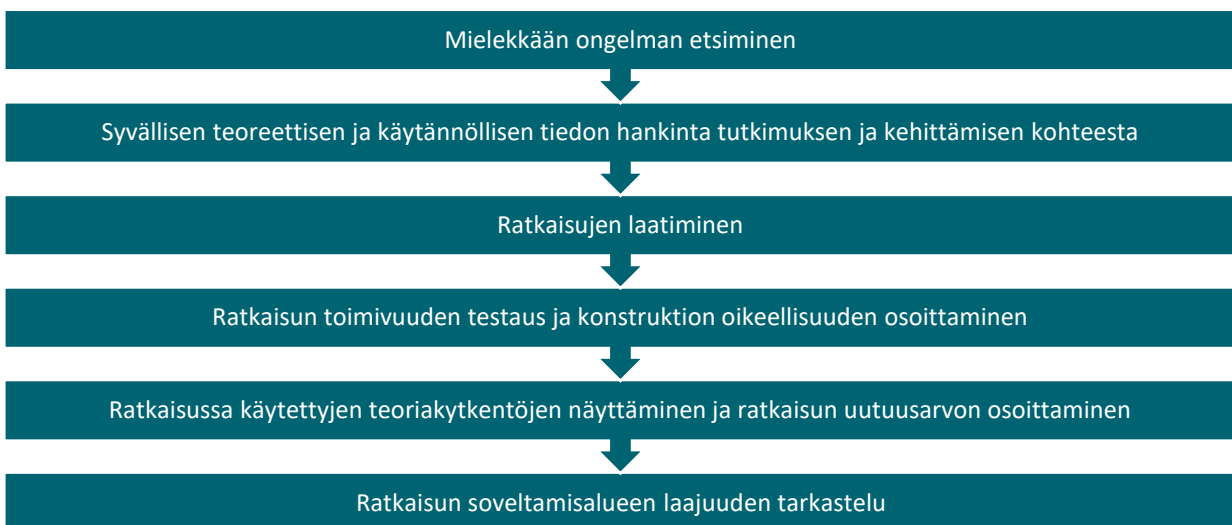 Mielekkään ongelman etsiminen
Syvällisen teoreettisen ja käytännöllisen tiedon hankinta tutkimuksen ja kehittämisen kohteesta
Ratkaisujen laatiminen
Ratkaisun toimivuuden testaus ja konstruktion oikeellisuuden osoittaminen
Ratkaisussa käytettyjen teoriakytkentöjen näyttäminen ja ratkaisun uutuusarvon osoittaminen
Ratkaisun soveltamisalueen laajuuden tarkastelu